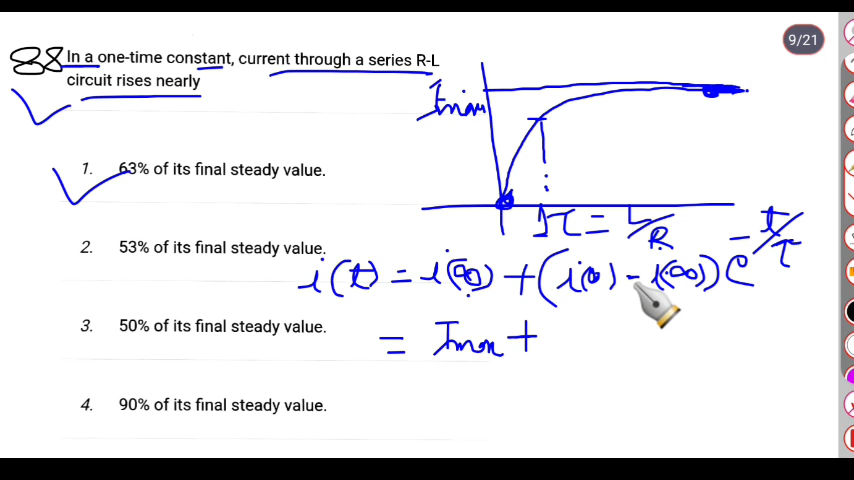 9/21
88 In a one-time constant, current through a series R-L
circuit rises nearly
1. 63% of its final steady value.
2. 53% of its final steady value.
3. 50% of its final steady value.
4. 90% of its final steady value.
Imax
1τ = L/R
i(t) = i(∞) + (i(0) - i(∞)) e^-t/τ
= Imax +